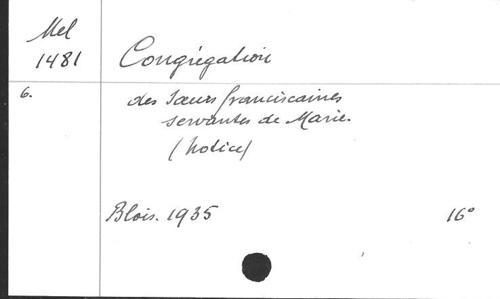 Mel
1481
Congrégation
6.
des Sœurs franciscaines
servantes de Marie.
(Notice)
Blois. 1935
16°